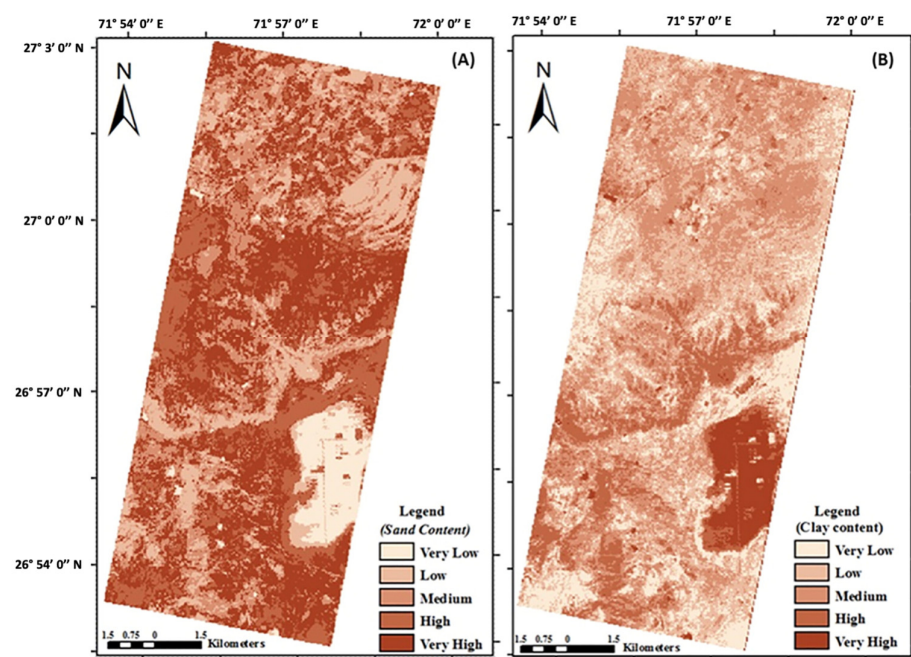 71° 54’ 0’’ E 71° 57’ 0’’ E 72° 0’ 0’’ E
71° 54’ 0’’ E 71° 57’ 0’’ E 72° 0’ 0’’ E
27° 3’ 0’’ N
27° 0’ 0’’ N
26° 57’ 0’’ N
26° 54’ 0’’ N
(A)
N
Legend
(Sand Content)
Very Low
Low
Medium
High
Very High
1.5 0.75 0 1.5
Kilometers
(B)
N
Legend
(Clay content)
Very Low
Low
Medium
High
Very High
1.5 0.75 0 1.5
Kilometers